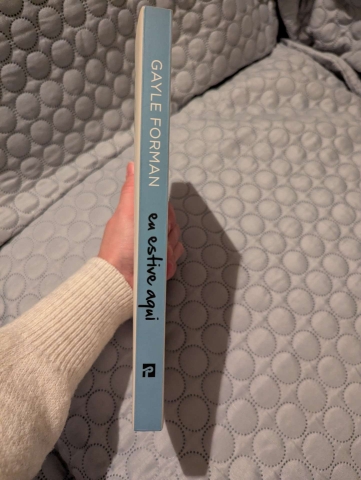 GAYLE FORMAN
eu estive aqui